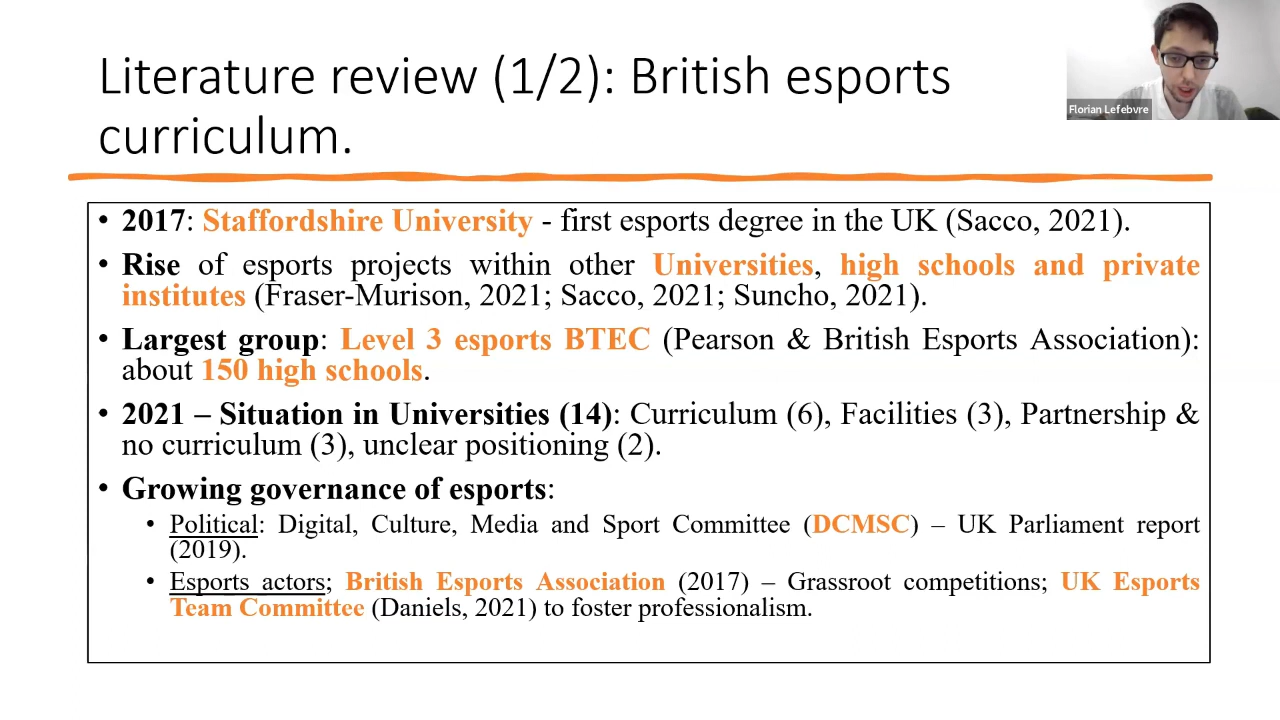 Literature review (1/2): British esports
curriculum.
Florian Lefebvre
• 2017: Staffordshire University - first esports degree in the UK (Sacco, 2021).
• Rise of esports projects within other Universities, high schools and private
institutes (Fraser-Murison, 2021; Sacco, 2021; Suncho, 2021).
• Largest group: Level 3 esports BTEC (Pearson & British Esports Association):
about 150 high schools.
• 2021 – Situation in Universities (14): Curriculum (6), Facilities (3), Partnership &
no curriculum (3), unclear positioning (2).
• Growing governance of esports:
• Political: Digital, Culture, Media and Sport Committee (DCMSC) – UK Parliament report
(2019).
• Esports actors; British Esports Association (2017) – Grassroot competitions; UK Esports
Team Committee (Daniels, 2021) to foster professionalism.